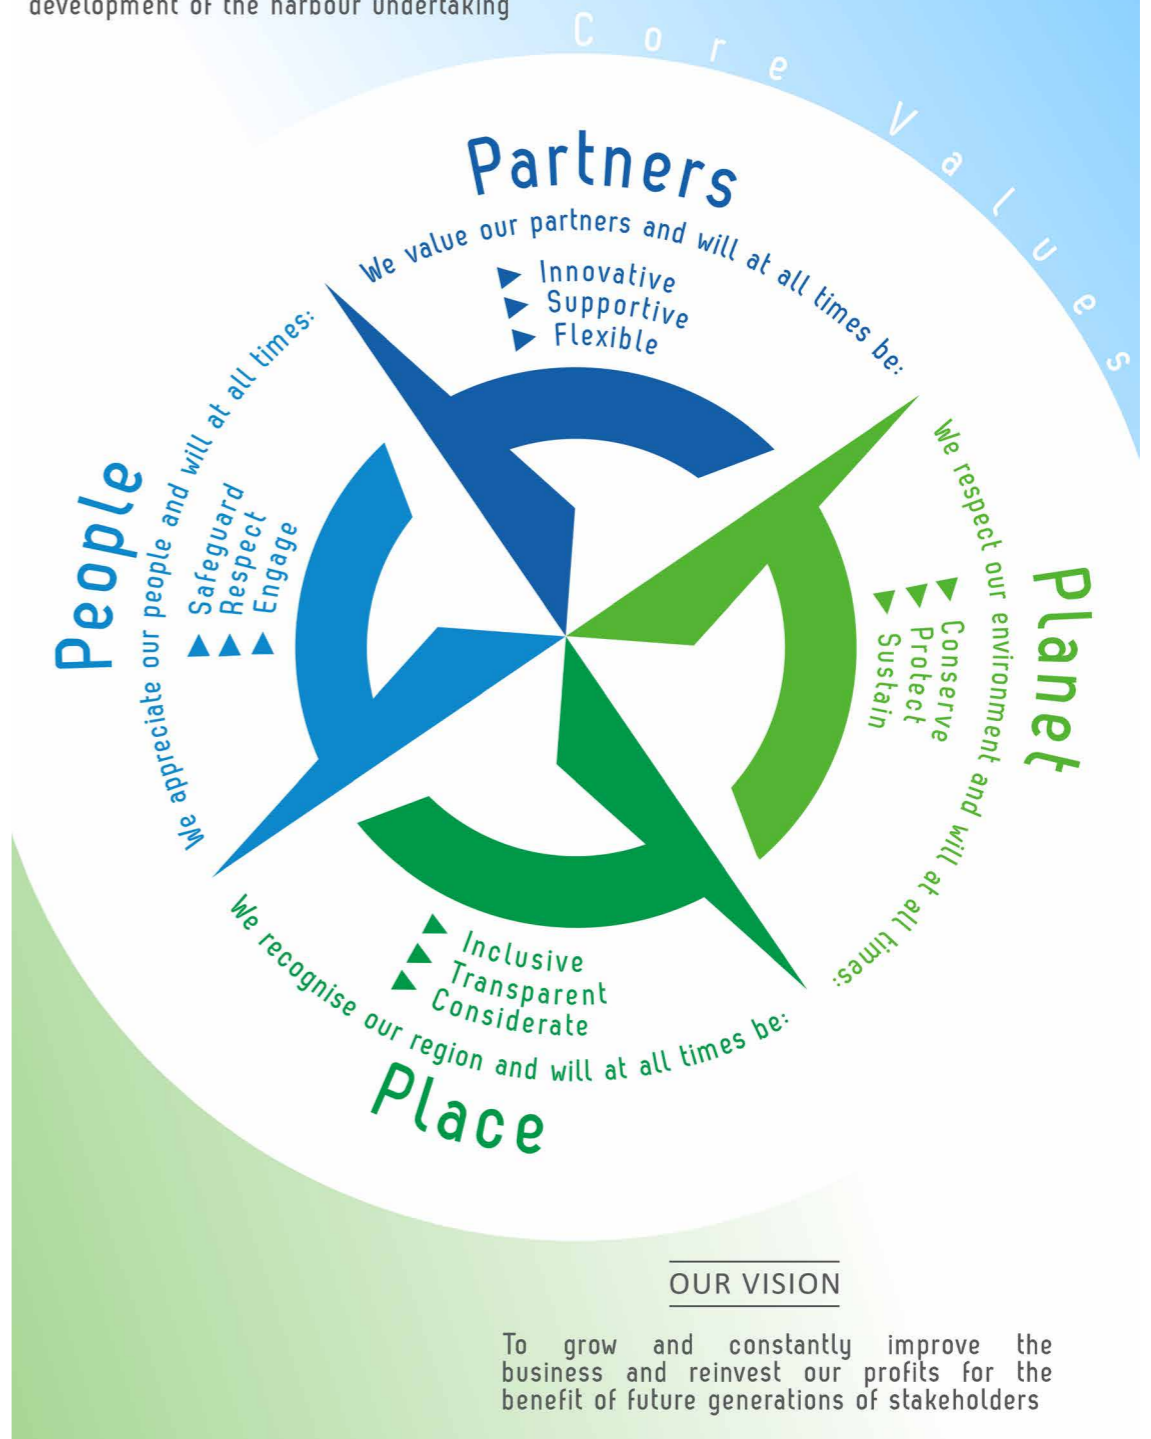 development of the harbour undertaking
Core Values
Partners
We value our partners and will at all times be:
Innovative
Supportive
Flexible
Planet
We respect our environment and will at all times:
Conserve
Protect
Sustain
Place
We recognise our region and will at all times be:
Inclusive
Transparent
Considerate
People
We appreciate our people and will at all times:
Safeguard
Respect
Engage
OUR VISION
To grow and constantly improve the
business and reinvest our profits for the
benefit of future generations of stakeholders